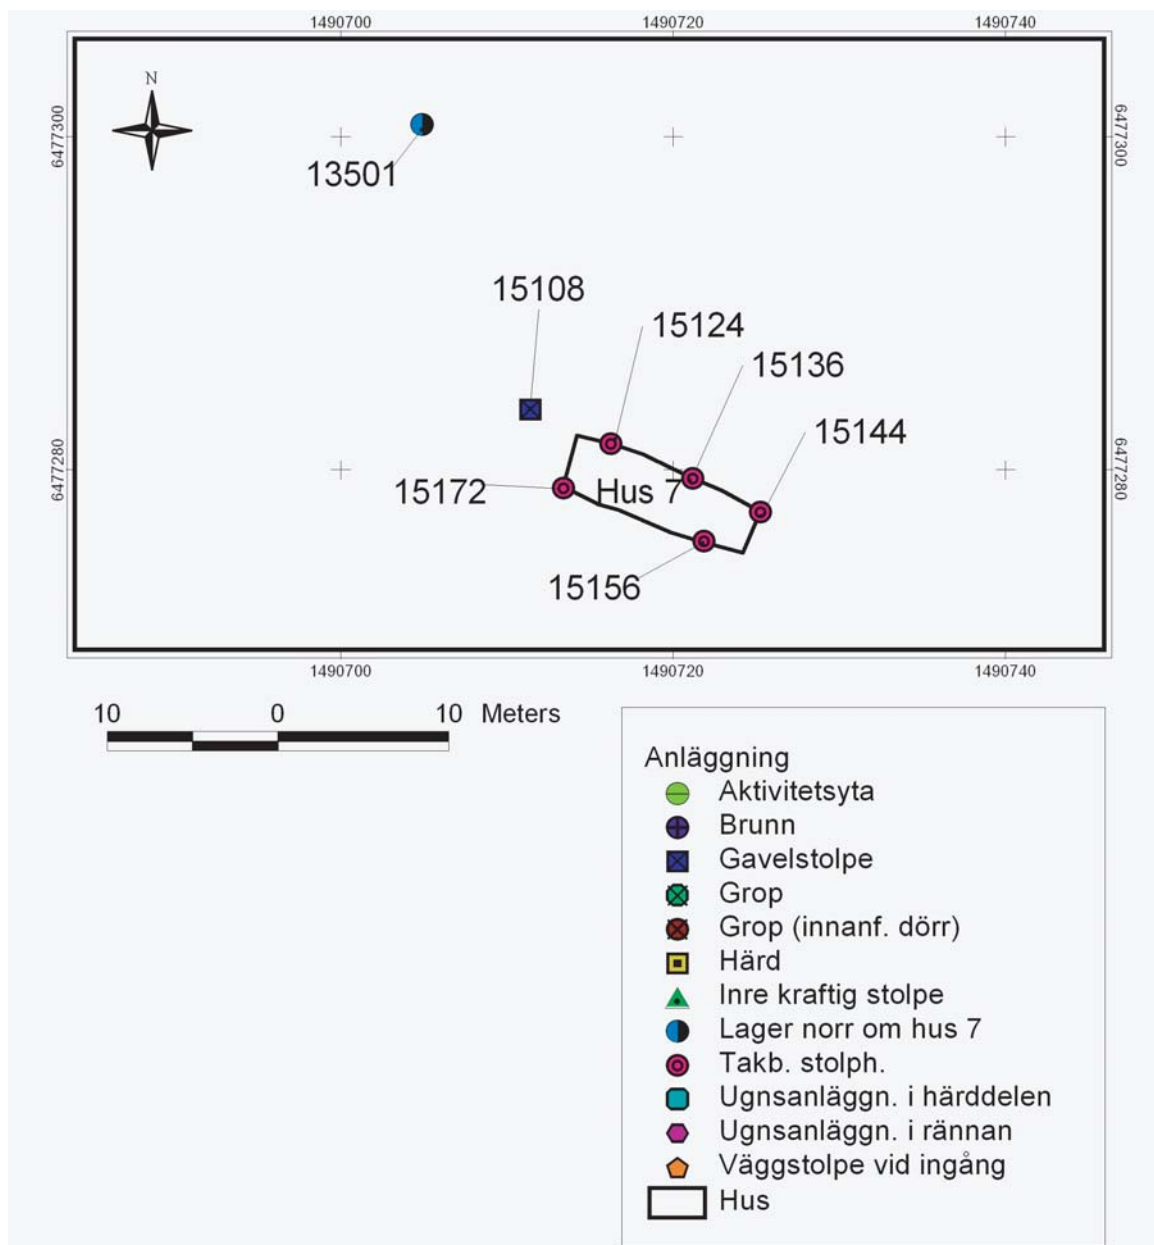 1490700 1490720 1490740
N
6477300 6477300
13501
15108
15124
15136
15144
6477280 6477280
15172 Hus 7
15156
1490700 1490720 1490740
10 0 10 Meters
Anläggning
Aktivitetsyta
Brunn
Gavelstolpe
Grop
Grop (innanf. dörr)
Härd
Inre kraftig stolpe
Lager norr om hus 7
Takb. stolph.
Ugnsanläggn. i härddelen
Ugnsanläggn. i rännan
Väggstolpe vid ingång
Hus